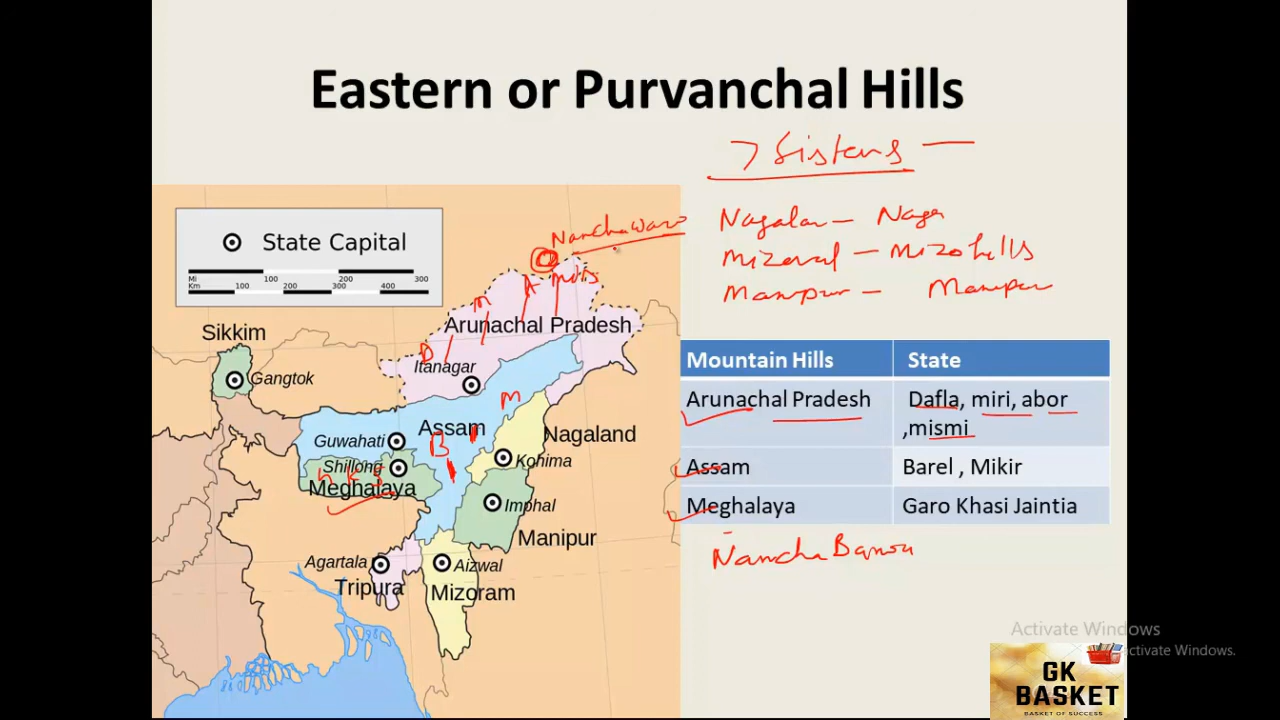 Eastern or Purvanchal Hills
7 Sisters —
State Capital
Mi 100 200 300
Km 100 200 300 400
Nagalan — Naga
Mizoral — Mizo hills
Manipur — Manipur
Sikkim
Gangtok
D M A
Arunachal Pradesh
Itanagar
M
Assam
B
Guwahati
Nagaland
Kohima
Shillong
Meghalaya
Imphal
Manipur
Agartala
Aizwal
Tripura
Mizoram
Mountain Hills State
Arunachal Pradesh Dafla, miri, abor
,mismi
Assam Barel , Mikir
Meghalaya Garo Khasi Jaintia
Namcha
Activate Windows
activate Windows.
GK
BASKET
BASKET OF SUCCESS